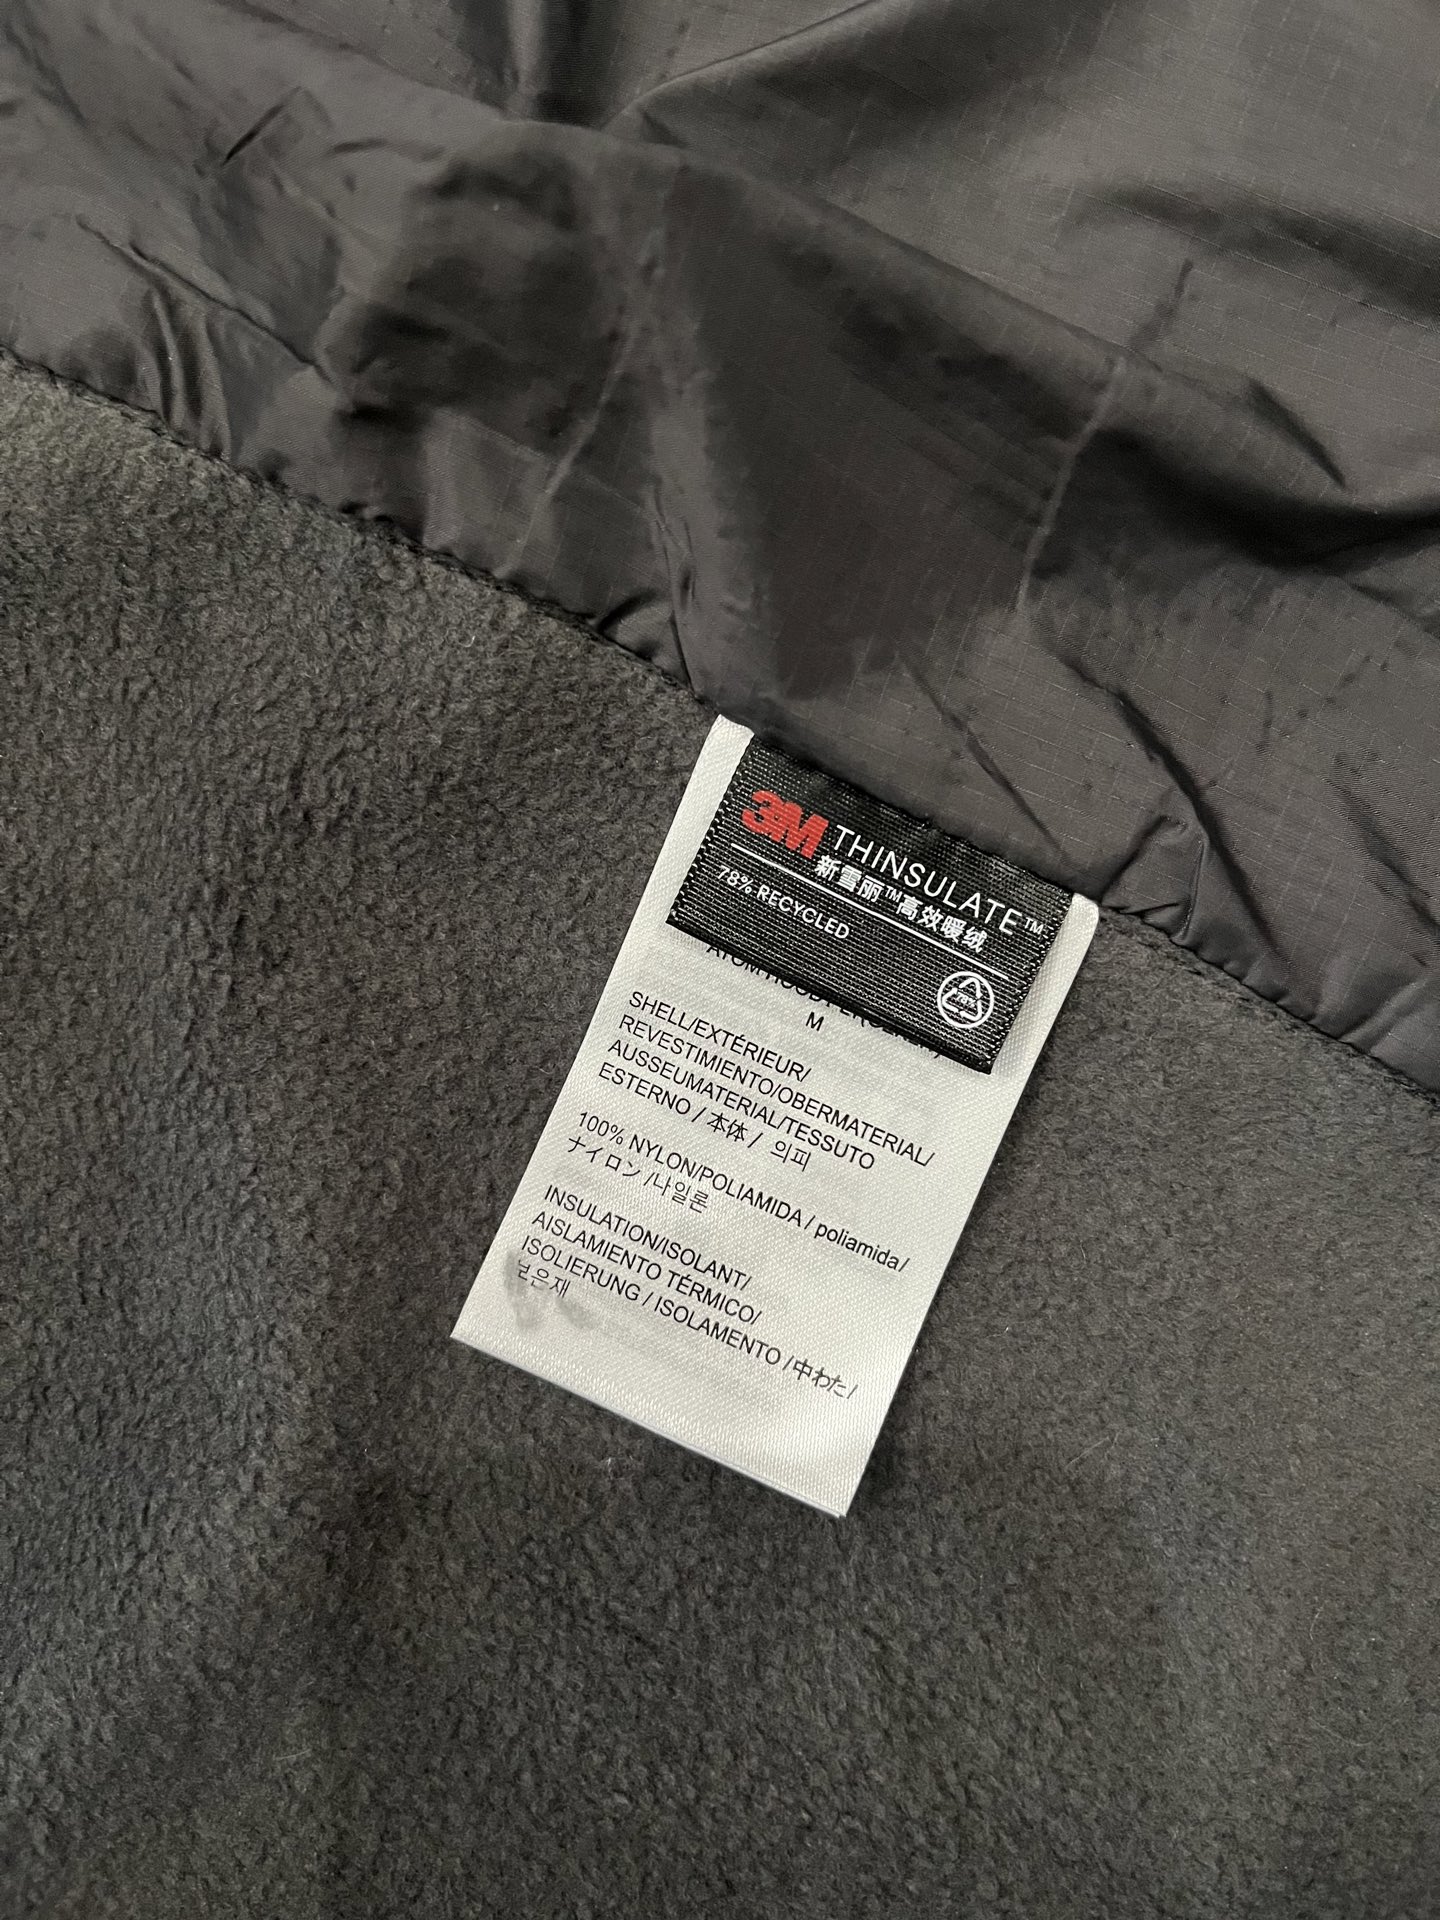 3M THINSULATE™
新雪丽™高效暖绒
78% RECYCLED
78%
M
SHELL/EXTÉRIEUR/
REVESTIMIENTO/OBERMATERIAL/
AUSSEUMATERIAL/TESSUTO
ESTERNO / 本体 / 의피
100% NYLON/POLIAMIDA / poliamida/
ナイロン /나일론
INSULATION/ISOLANT/
AISLAMIENTO TÉRMICO/
ISOLIERUNG / ISOLAMENTO /中わた/